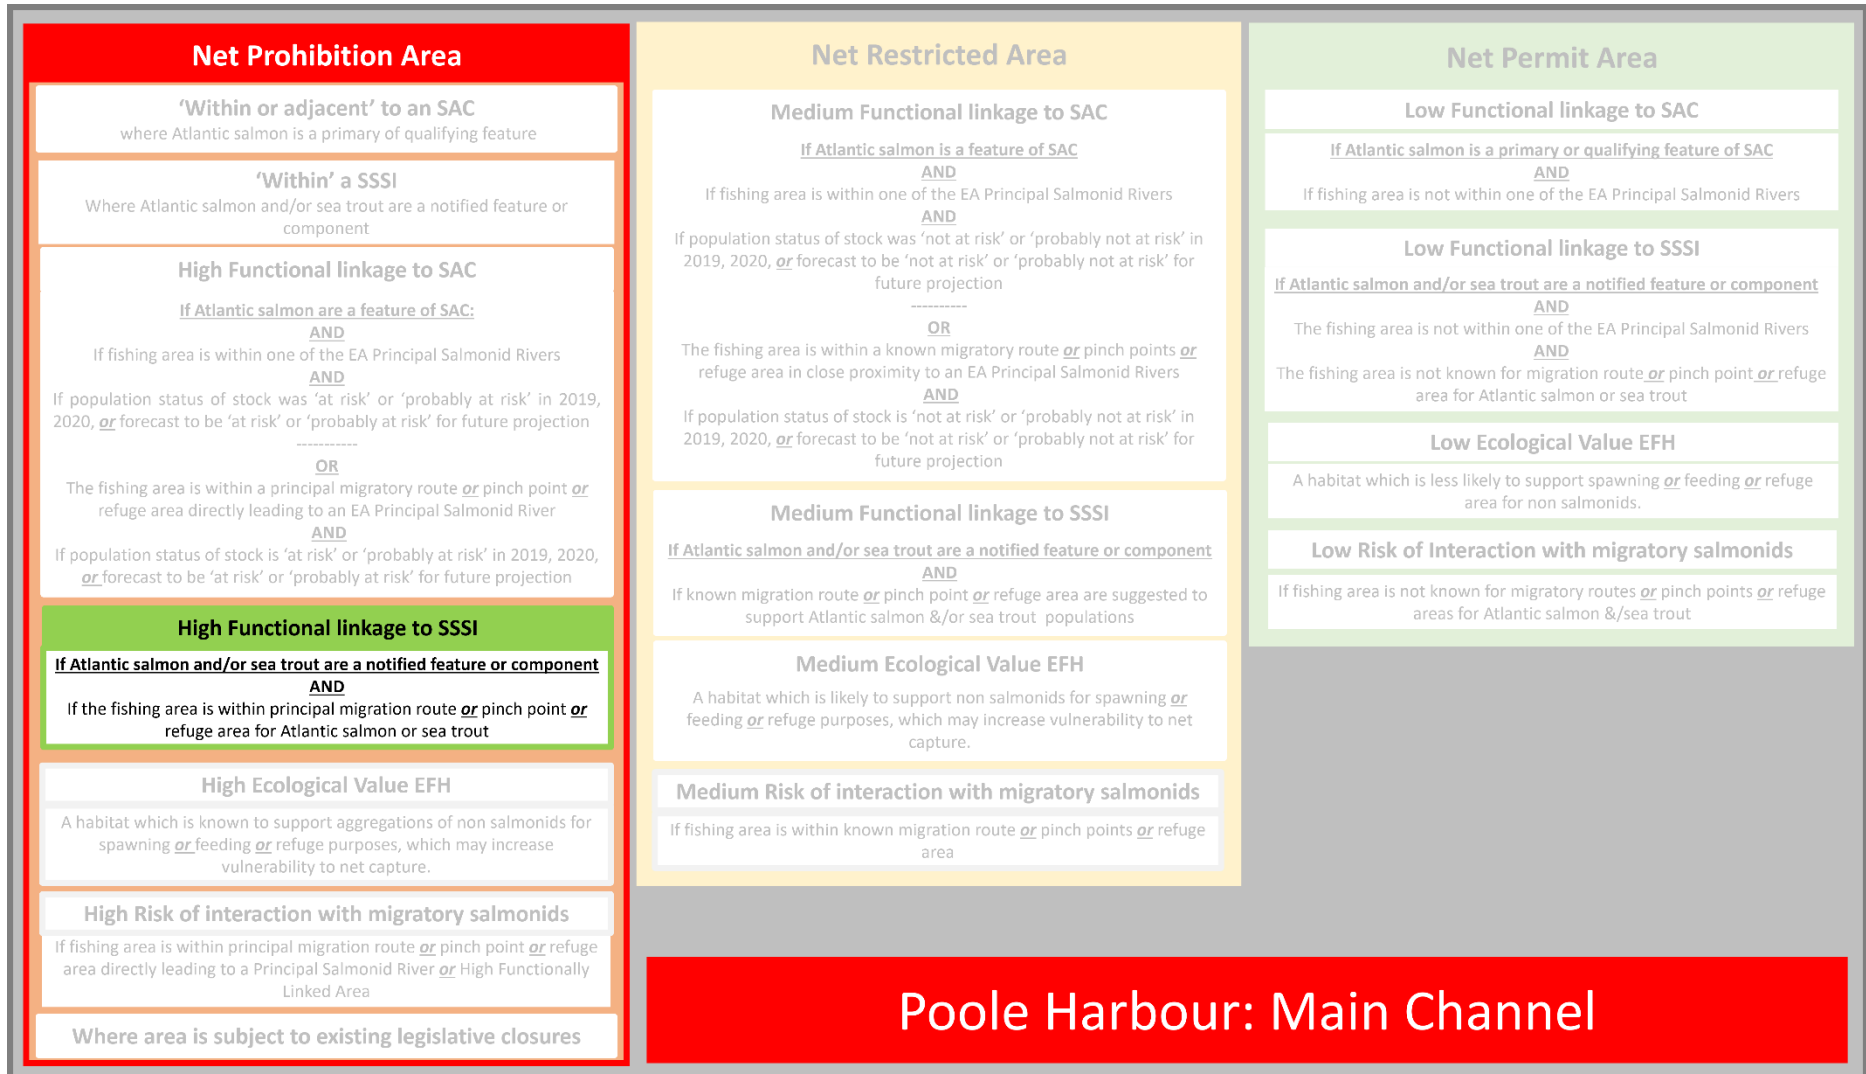 Net Prohibition Area
‘Within or adjacent’ to an SAC
where Atlantic salmon is a primary of qualifying feature
‘Within’ a SSSI
Where Atlantic salmon and/or sea trout are a notified feature or
component
High Functional linkage to SAC
If Atlantic salmon are a feature of SAC:
AND
If fishing area is within one of the EA Principal Salmonid Rivers
AND
If population status of stock was ‘at risk’ or ‘probably at risk’ in 2019,
2020, or forecast to be ‘at risk’ or ‘probably at risk’ for future projection
-----------
OR
The fishing area is within a principal migratory route or pinch point or
refuge area directly leading to an EA Principal Salmonid River
AND
If population status of stock is ‘at risk’ or ‘probably at risk’ in 2019, 2020,
or forecast to be ‘at risk’ or ‘probably at risk’ for future projection
High Functional linkage to SSSI
If Atlantic salmon and/or sea trout are a notified feature or component
AND
If the fishing area is within principal migration route or pinch point or
refuge area for Atlantic salmon or sea trout
High Ecological Value EFH
A habitat which is known to support aggregations of non salmonids for
spawning or feeding or refuge purposes, which may increase
vulnerability to net capture.
High Risk of interaction with migratory salmonids
If fishing area is within principal migration route or pinch point or refuge
area directly leading to a Principal Salmonid River or High Functionally
Linked Area
Where area is subject to existing legislative closures
Net Restricted Area
Medium Functional linkage to SAC
If Atlantic salmon is a feature of SAC
AND
If fishing area is within one of the EA Principal Salmonid Rivers
AND
If population status of stock was ‘not at risk’ or ‘probably not at risk’ in
2019, 2020, or forecast to be ‘not at risk’ or ‘probably not at risk’ for
future projection
----------
OR
The fishing area is within a known migratory route or pinch points or
refuge area in close proximity to an EA Principal Salmonid Rivers
AND
If population status of stock is ‘not at risk’ or ‘probably not at risk’ in
2019, 2020, or forecast to be ‘not at risk’ or ‘probably not at risk’ for
future projection
Medium Functional linkage to SSSI
If Atlantic salmon and/or sea trout are a notified feature or component
AND
If known migration route or pinch point or refuge area are suggested to
support Atlantic salmon &/or sea trout populations
Medium Ecological Value EFH
A habitat which is likely to support non salmonids for spawning or
feeding or refuge purposes, which may increase vulnerability to net
capture.
Medium Risk of interaction with migratory salmonids
If fishing area is within known migration route or pinch points or refuge
area
Net Permit Area
Low Functional linkage to SAC
If Atlantic salmon is a primary or qualifying feature of SAC
AND
If fishing area is not within one of the EA Principal Salmonid Rivers
Low Functional linkage to SSSI
If Atlantic salmon and/or sea trout are a notified feature or component
AND
The fishing area is not within one of the EA Principal Salmonid Rivers
AND
The fishing area is not known for migration route or pinch point or refuge
area for Atlantic salmon or sea trout
Low Ecological Value EFH
A habitat which is less likely to support spawning or feeding or refuge
area for non salmonids.
Low Risk of Interaction with migratory salmonids
If fishing area is not known for migratory routes or pinch points or refuge
areas for Atlantic salmon &/sea trout
Poole Harbour: Main Channel